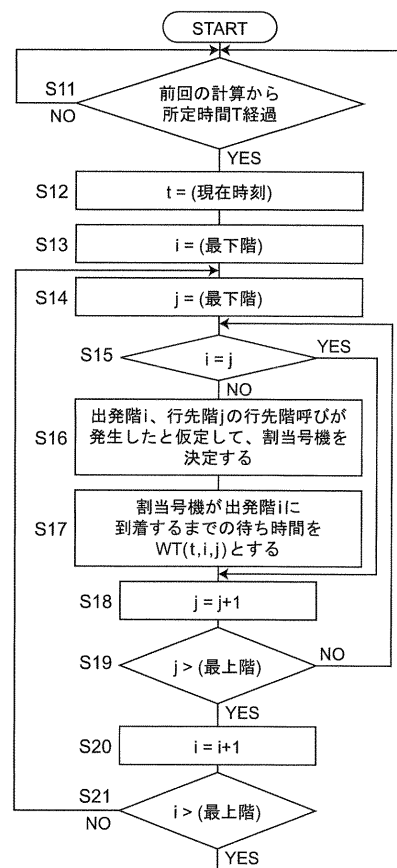 START
S11
前回の計算から
所定時間T経過
NO
YES
S12
t = (現在時刻)
S13
i = (最下階)
S14
j = (最下階)
S15
i = j
YES
NO
S16
出発階i、行先階jの行先階呼びが
発生したと仮定して、割当号機を
決定する
S17
割当号機が出発階iに
到着するまでの待ち時間を
WT(t,i,j)とする
S18
j = j+1
S19
j > (最上階)
NO
YES
S20
i = i+1
S21
i > (最上階)
NO
YES